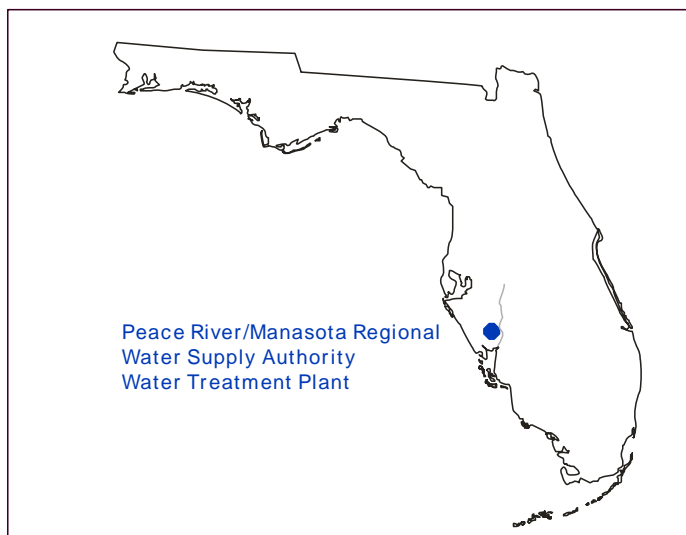 Peace River/Manasota Regional
Water Supply Authority
Water Treatment Plant